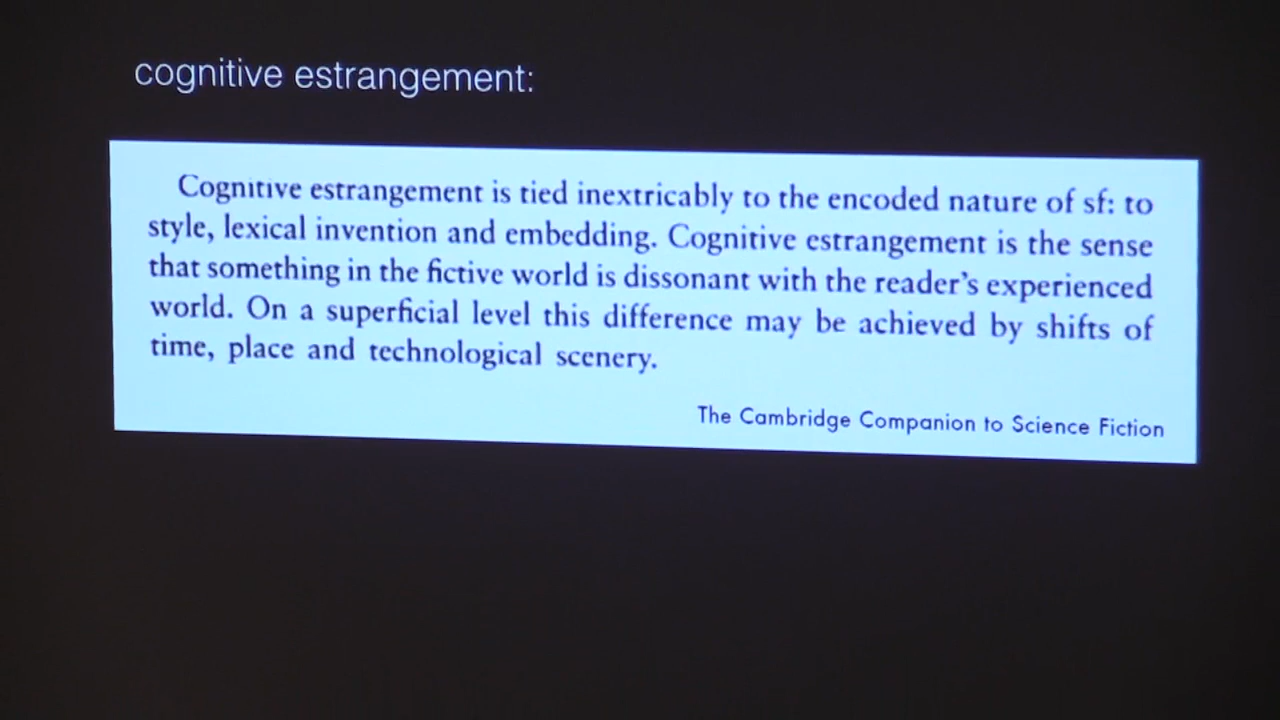 cognitive estrangement:
Cognitive estrangement is tied inextricably to the encoded nature of sf: to
style, lexical invention and embedding. Cognitive estrangement is the sense
that something in the fictive world is dissonant with the reader's experienced
world. On a superficial level this difference may be achieved by shifts of
time, place and technological scenery.
The Cambridge Companion to Science Fiction